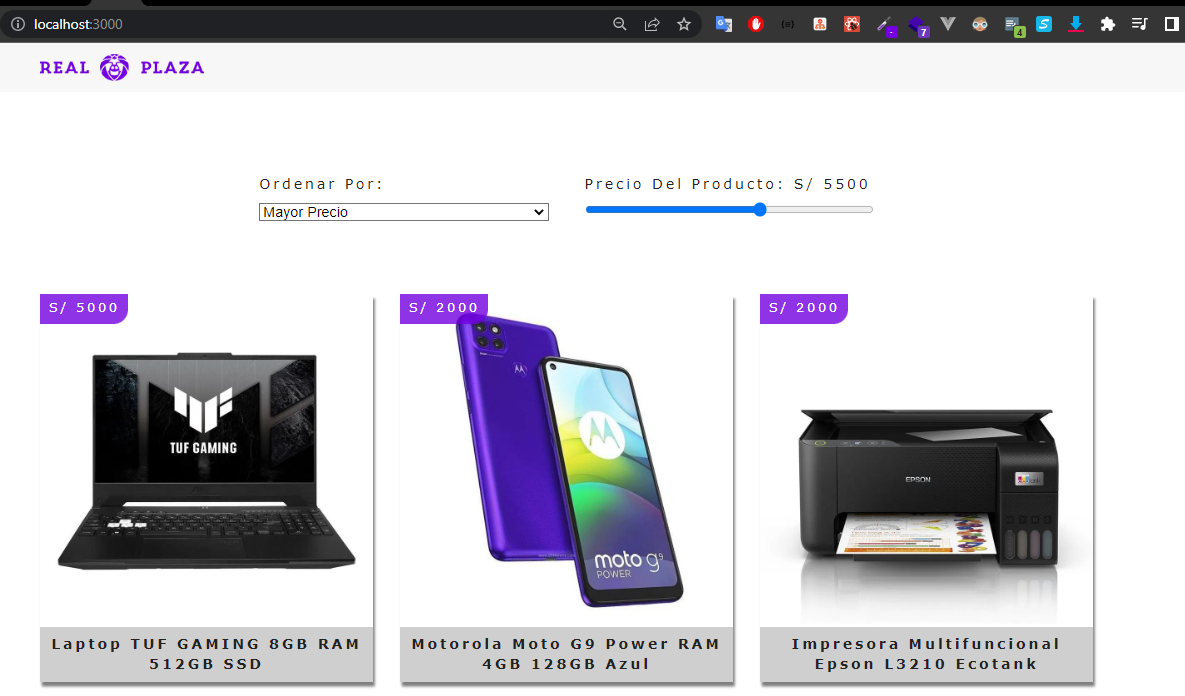 localhost:3000
7
4
REAL PLAZA
Ordenar Por:
Precio Del Producto: S/ 5500
Mayor Precio
S/ 5000
S/ 2000
S/ 2000
TUF GAMING
moto g9
POWER
EPSON
Laptop TUF GAMING 8GB RAM
512GB SSD
Motorola Moto G9 Power RAM
4GB 128GB Azul
Impresora Multifuncional
Epson L3210 Ecotank